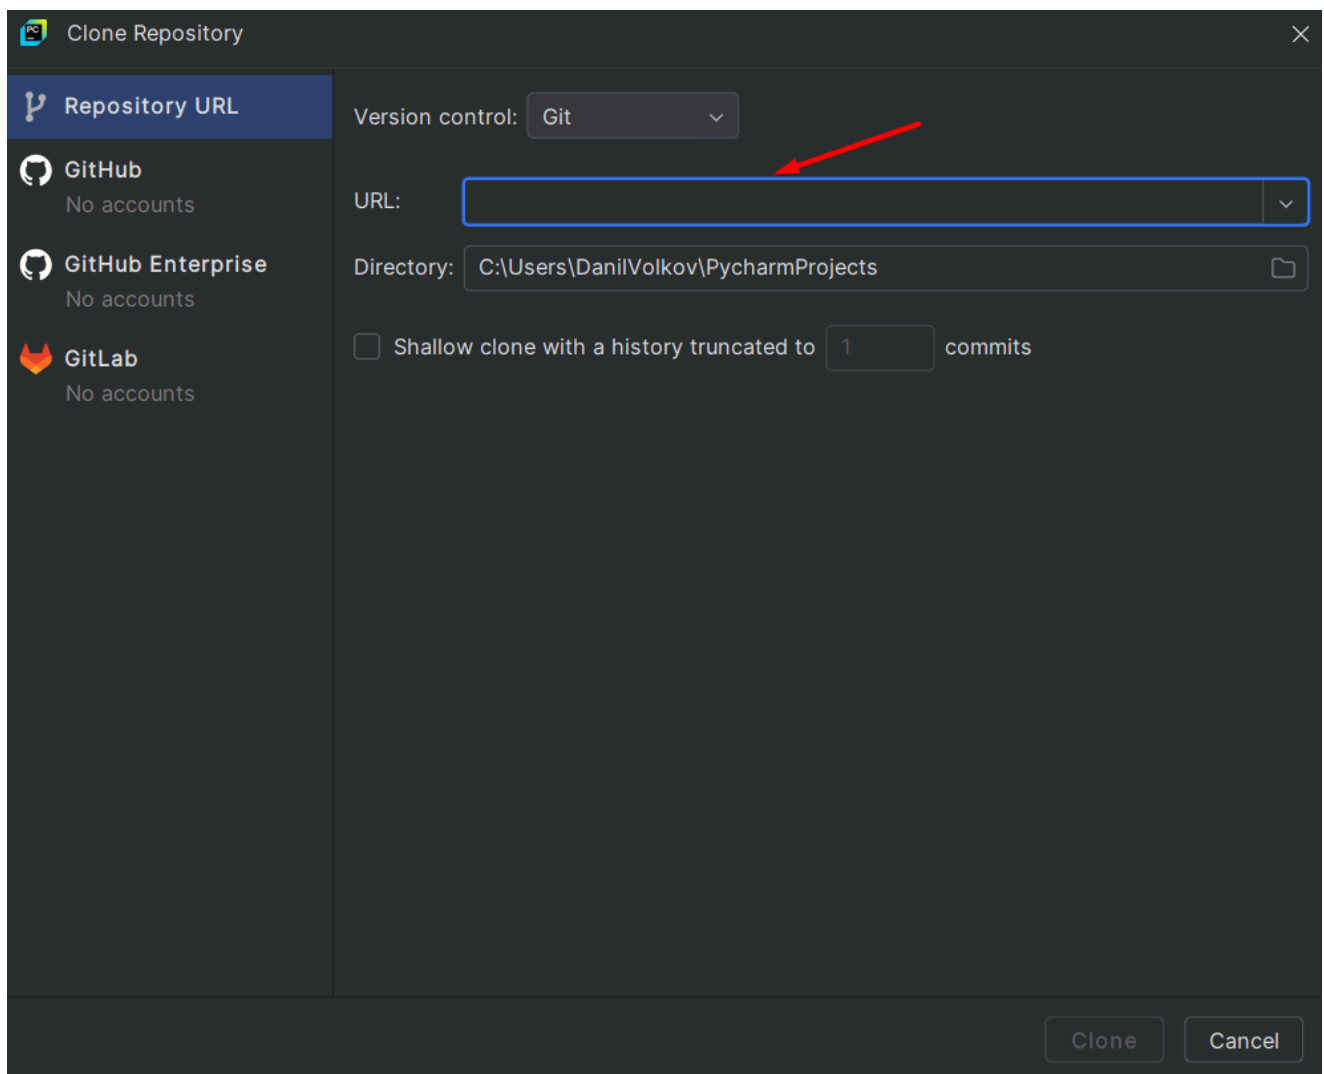 Clone Repository
Repository URL
GitHub
No accounts
GitHub Enterprise
No accounts
GitLab
No accounts
Version control: Git
URL:
Directory: C:\Users\DanilVolkov\PycharmProjects
Shallow clone with a history truncated to 1 commits
Clone Cancel